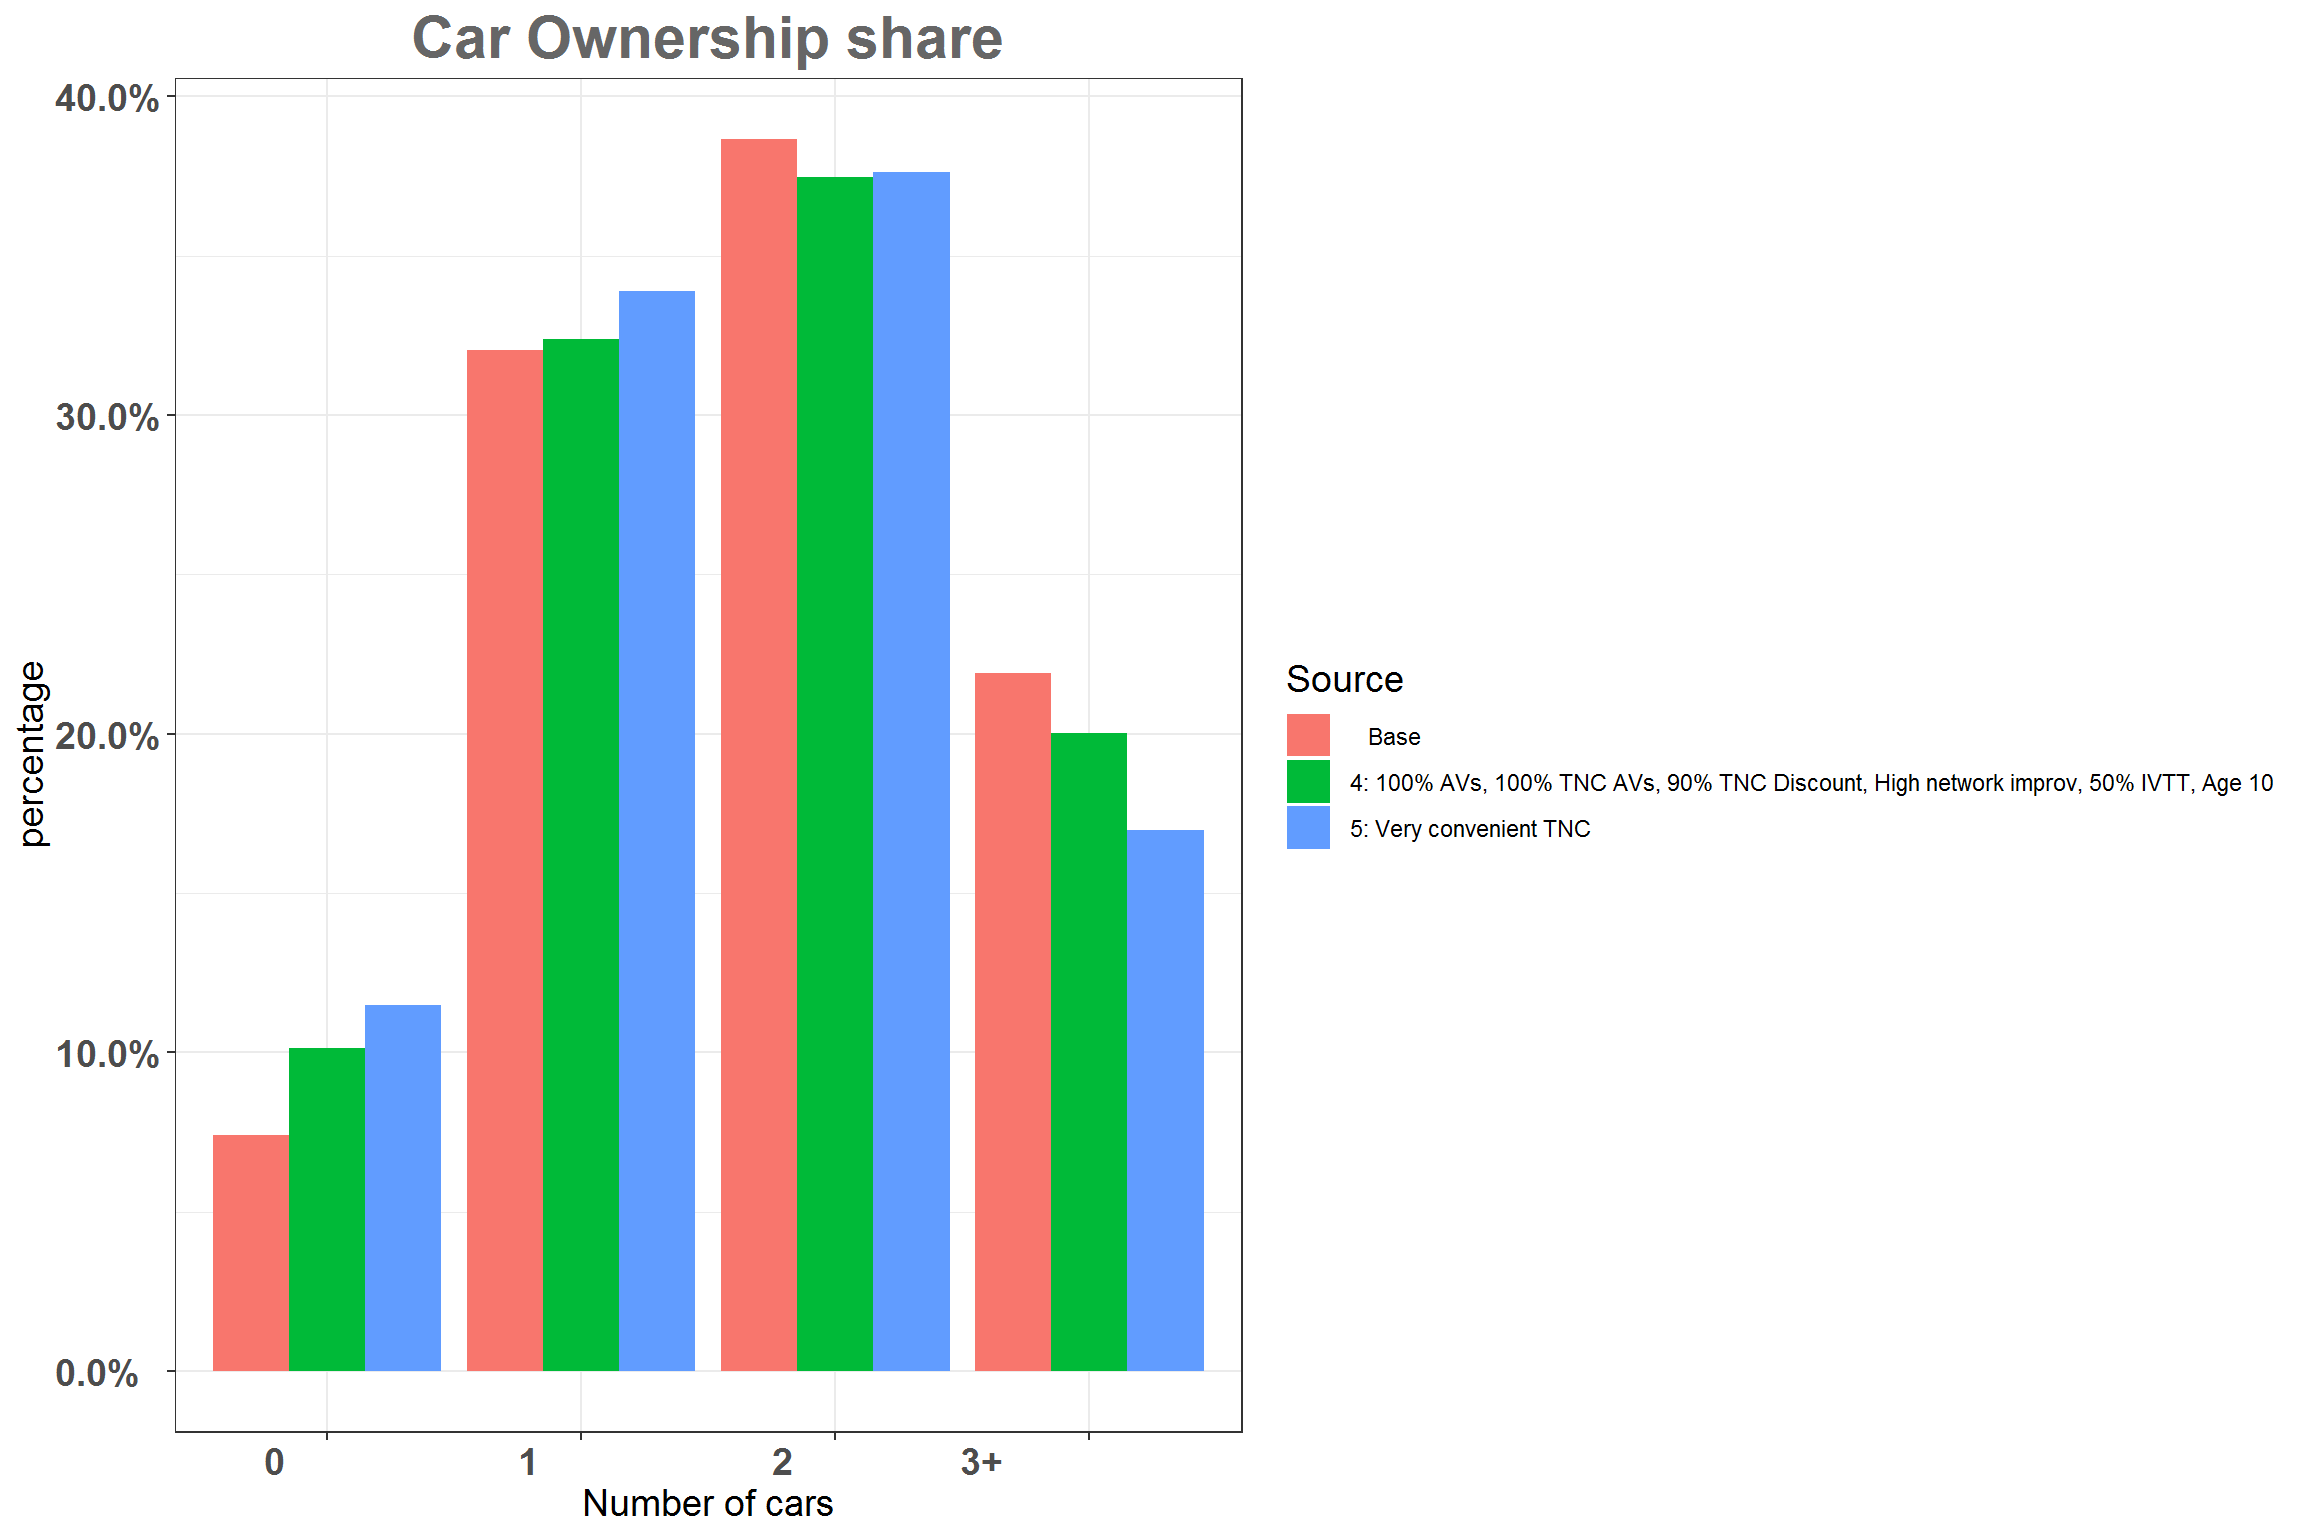 Car Ownership share
40.0%
30.0%
20.0%
10.0%
0.0%
percentage
0 1 2 3+
Number of cars
Source
Base
4: 100% AVs, 100% TNC AVs, 90% TNC Discount, High network improv, 50% IVTT, Age 10
5: Very convenient TNC